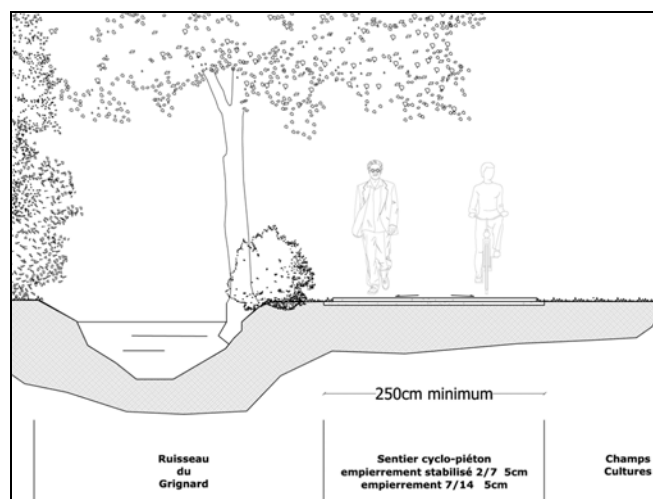 250cm minimum
Ruisseau
du
Grignard
Sentier cyclo-piéton
empierrement stabilisé 2/7 5cm
empierrement 7/14 5cm
Champs
Cultures